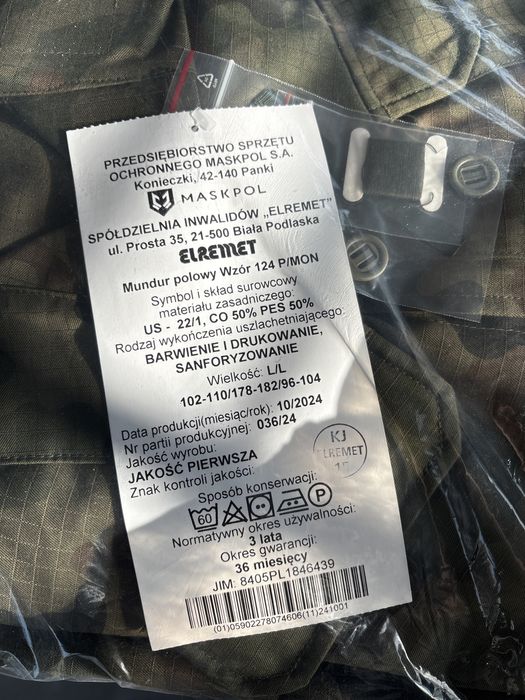 PRZEDSIĘBIORSTWO SPRZĘTU
OCHRONNEGO MASKPOL S.A.
Konieczki, 42-140 Panki
MASKPOL
SPÓŁDZIELNIA INWALIDÓW „ELREMET”
ul. Prosta 35, 21-500 Biała Podlaska
ELREMET
Mundur polowy Wzór 124 P/MON
Symbol i skład surowcowy
materiału zasadniczego:
US - 22/1, CO 50% PES 50%
Rodzaj wykończenia uszlachetniającego:
BARWIENIE I DRUKOWANIE,
SANFORYZOWANIE
Wielkość: L/L
102-110/178-182/96-104
Data produkcji(miesiąc/rok): 10/2024
Nr partii produkcyjnej: 036/24
Jakość wyrobu:
JAKOŚĆ PIERWSZA
Znak kontroli jakości:
KJ
ELREMET
15
Sposób konserwacji:
60 P
Normatywny okres używalności:
3 lata
Okres gwarancji:
36 miesięcy
JIM: 8405PL1846439
(01)05902278074606(11)241001